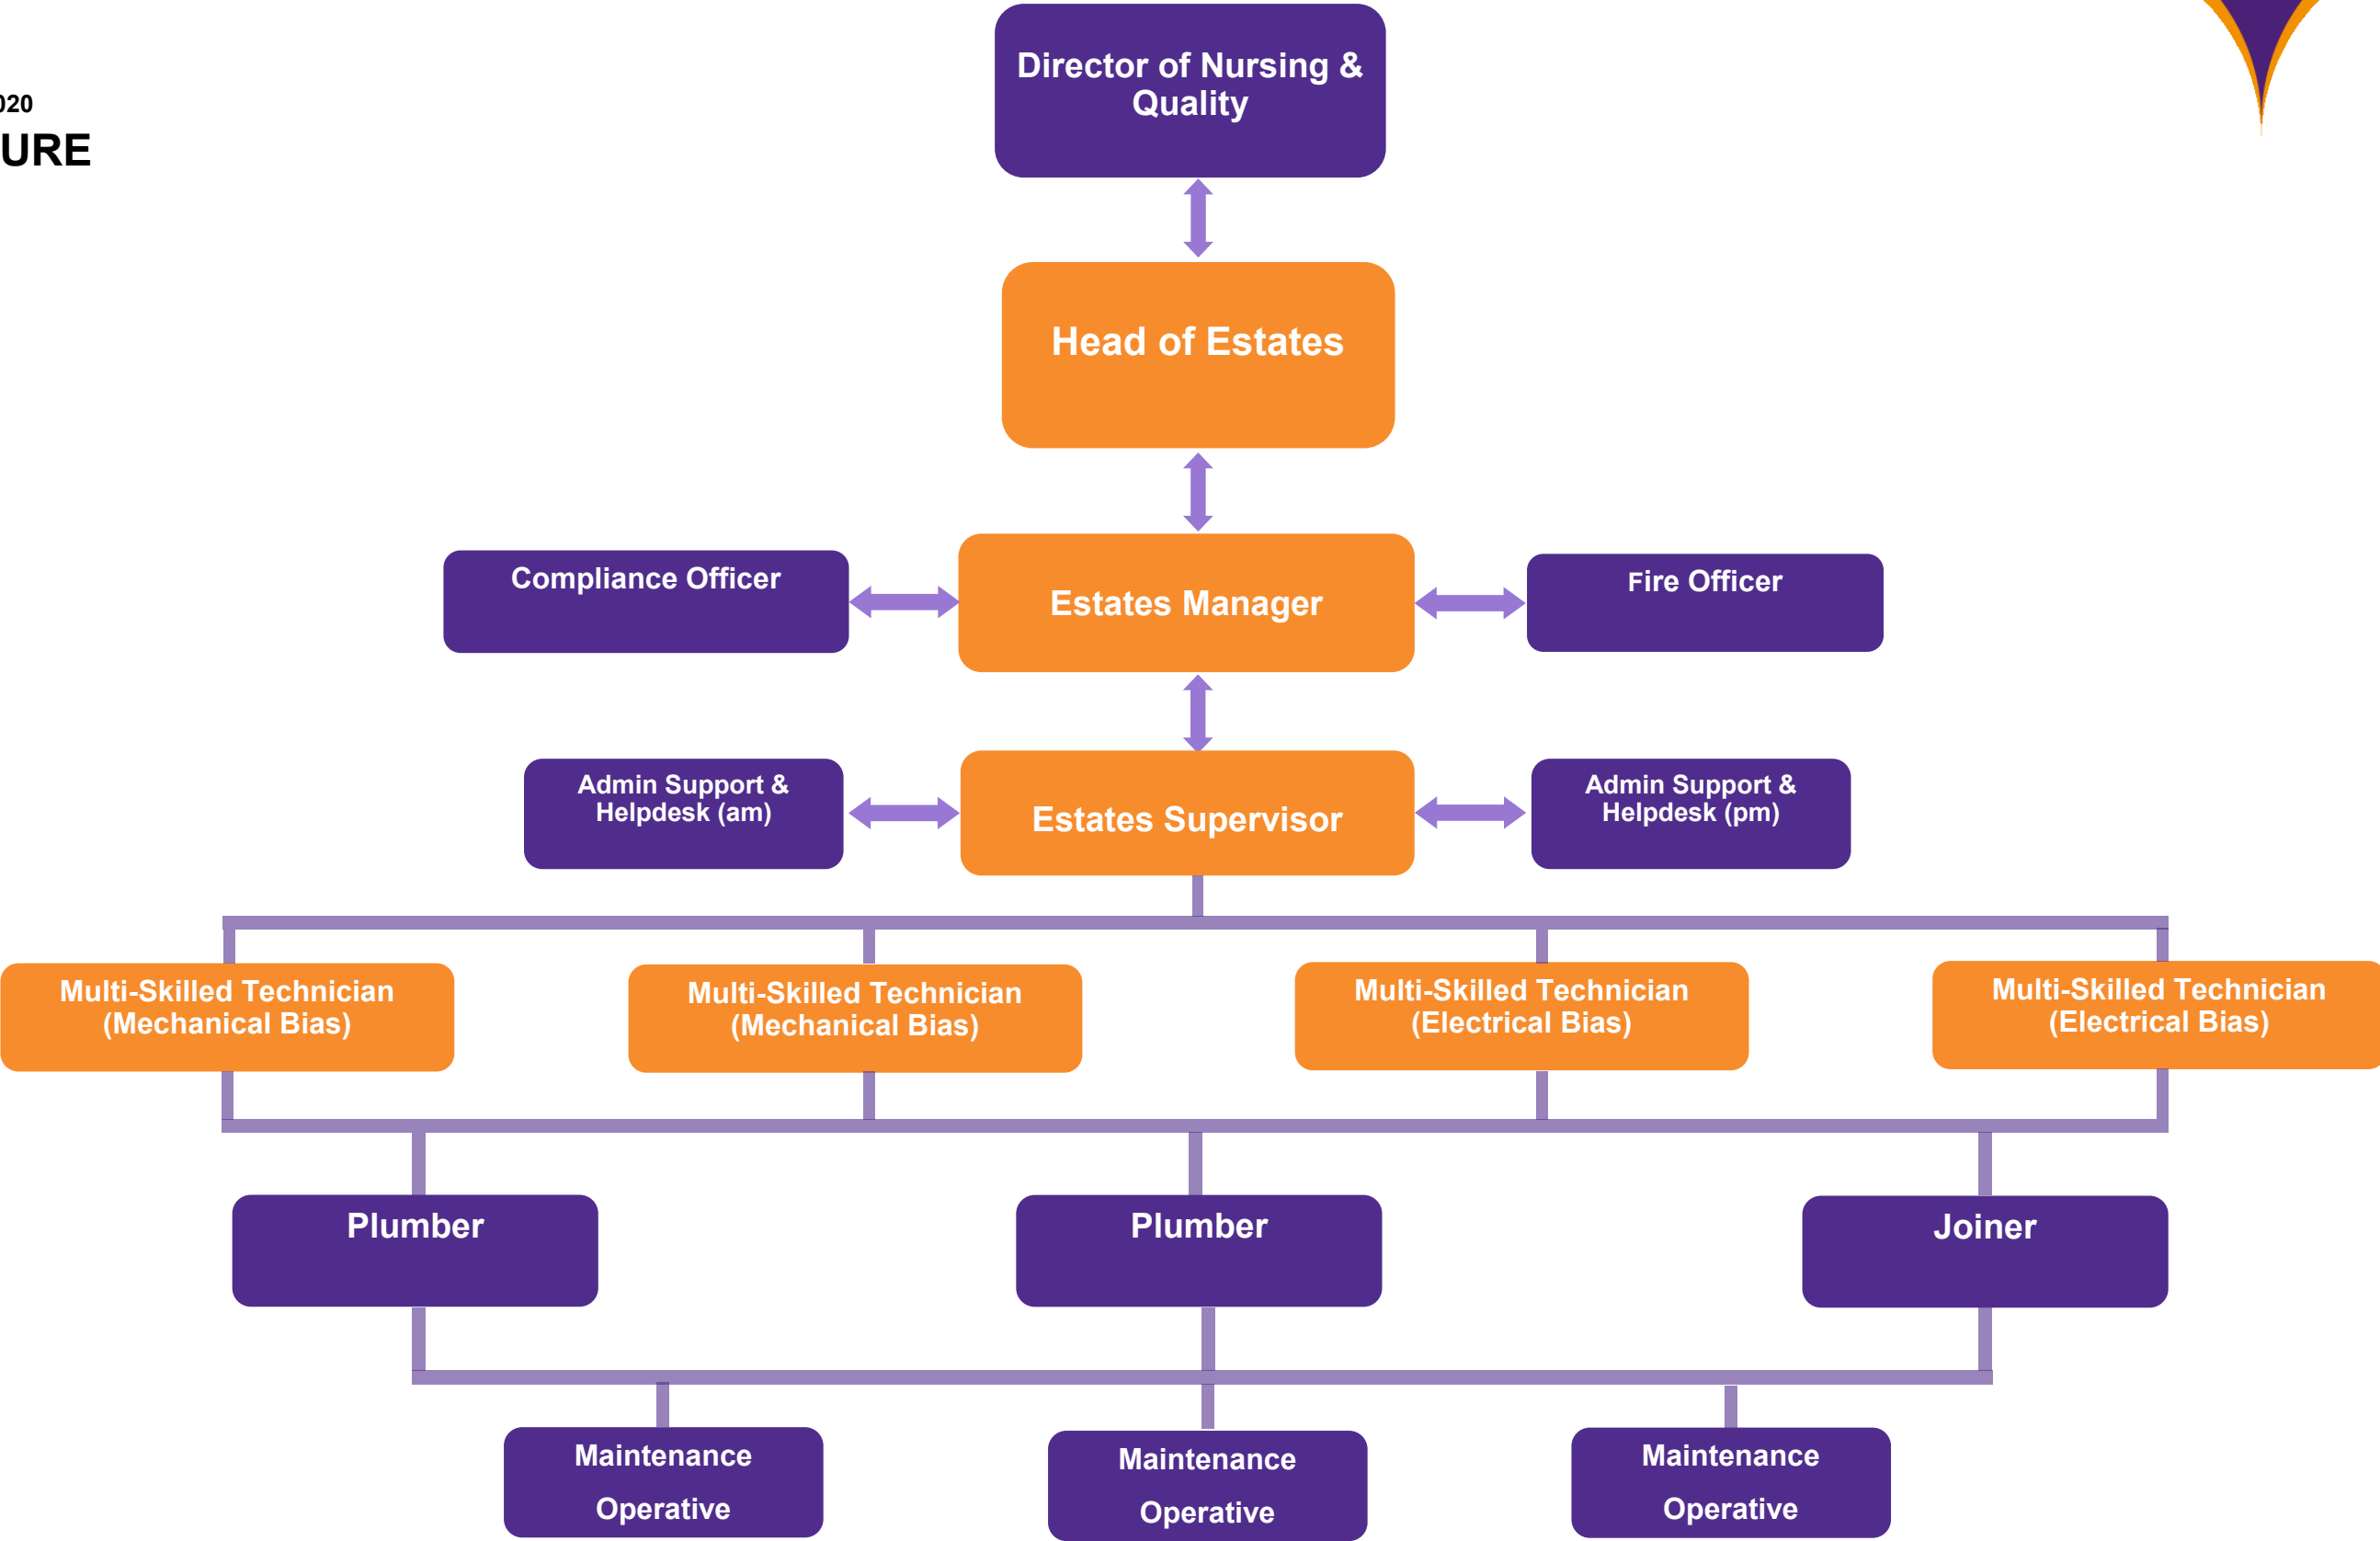 Director of Nursing &
Quality
020
URE
Head of Estates
Compliance Officer
Estates Manager
Fire Officer
Admin Support &
Helpdesk (am)
Estates Supervisor
Admin Support &
Helpdesk (pm)
Multi-Skilled Technician
(Mechanical Bias)
Multi-Skilled Technician
(Mechanical Bias)
Multi-Skilled Technician
(Electrical Bias)
Multi-Skilled Technician
(Electrical Bias)
Plumber
Plumber
Joiner
Maintenance
Operative
Maintenance
Operative
Maintenance
Operative